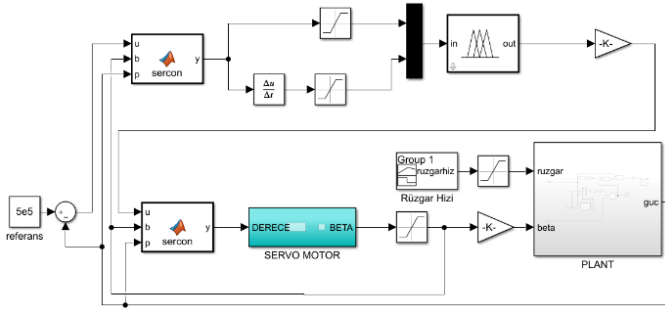 u
b
p
sercon
y
Δu
Δt
in
out
-K-
5e5
referans
+
−
Group 1
ruzgarhiz
Rüzgar Hizi
ruzgar
beta
guc
PLANT
u
b
p
sercon
y
DERECE
BETA
SERVO MOTOR
-K-